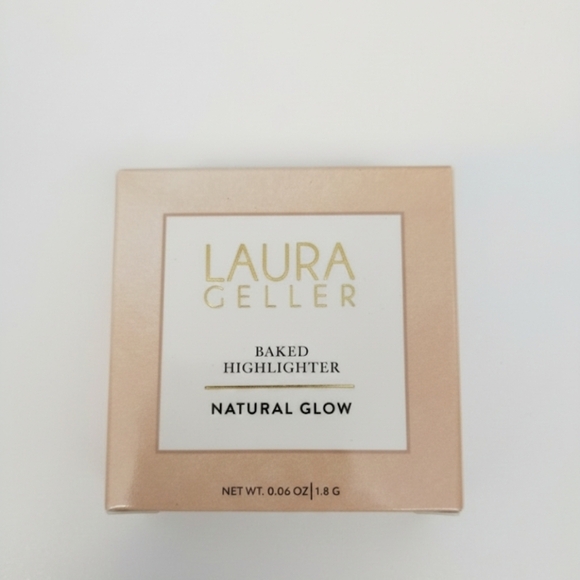 LAURA
GELLER
BAKED
HIGHLIGHTER
NATURAL GLOW
NET WT. 0.06 OZ|1.8 G